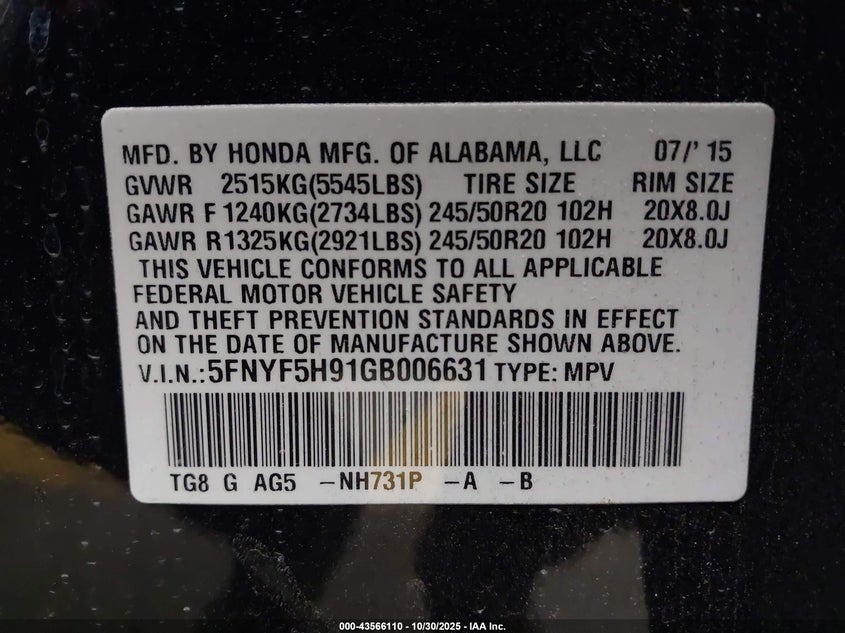 MFD. BY HONDA MFG. OF ALABAMA, LLC 07/' 15
GVWR 2515KG(5545LBS) TIRE SIZE RIM SIZE
GAWR F 1240KG(2734LBS) 245/50R20 102H 20X8.0J
GAWR R1325KG(2921LBS) 245/50R20 102H 20X8.0J
THIS VEHICLE CONFORMS TO ALL APPLICABLE
FEDERAL MOTOR VEHICLE SAFETY
AND THEFT PREVENTION STANDARDS IN EFFECT
ON THE DATE OF MANUFACTURE SHOWN ABOVE.
V.I.N.:5FNYF5H91GB006631 TYPE: MPV
TG8 G AG5 -NH731P -A -B
000-43566110 - 10/30/2025 - IAA Inc.